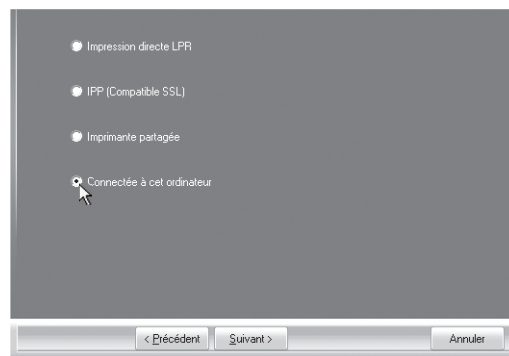 Impression directe LPR
IPP (Compatible SSL)
Imprimante partagée
Connectée à cet ordinateur
< Précédent Suivant > Annuler